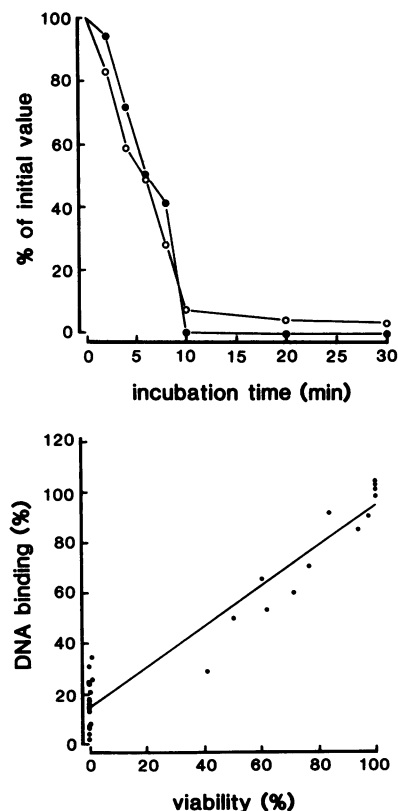 100
80
60
40
20
0
% of initial value
0 5 10 15 20 25 30
incubation time (min)
120
100
80
60
40
20
0
DNA binding (%)
0 20 40 60 80 100
viability (%)